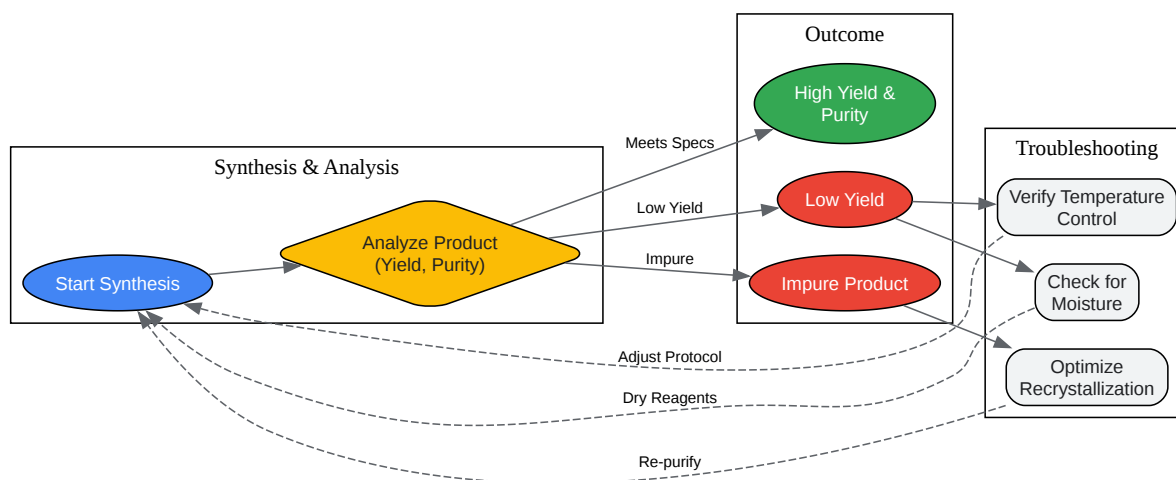 Outcome
High Yield &
Purity
Meets Specs
Troubleshooting
Synthesis & Analysis
Verify Temperature
Control
Low Yield
Low Yield
Analyze Product
(Yield, Purity)
Impure
Start Synthesis
Impure Product
Check for
Moisture
Adjust Protocol
Optimize
Recrystallization
Dry Reagents
Re-purify